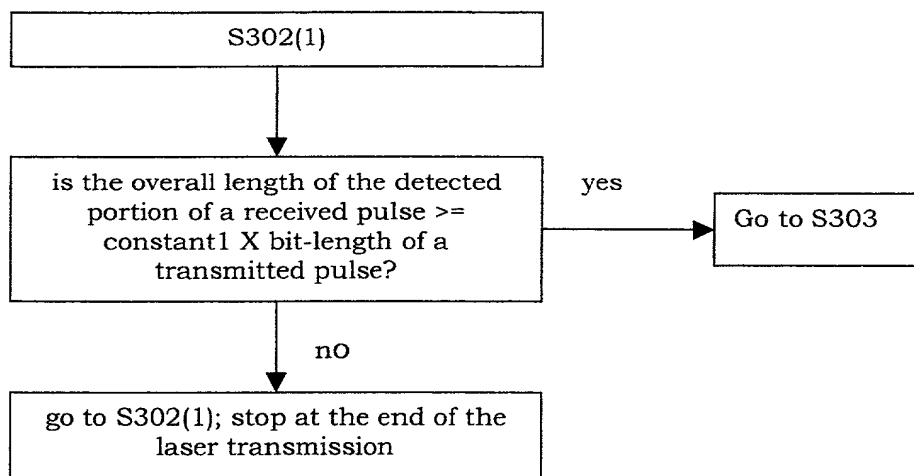 S302(1)
is the overall length of the detected
portion of a received pulse >=
constant1 X bit-length of a
transmitted pulse?
yes
Go to S303
no
go to S302(1); stop at the end of the
laser transmission